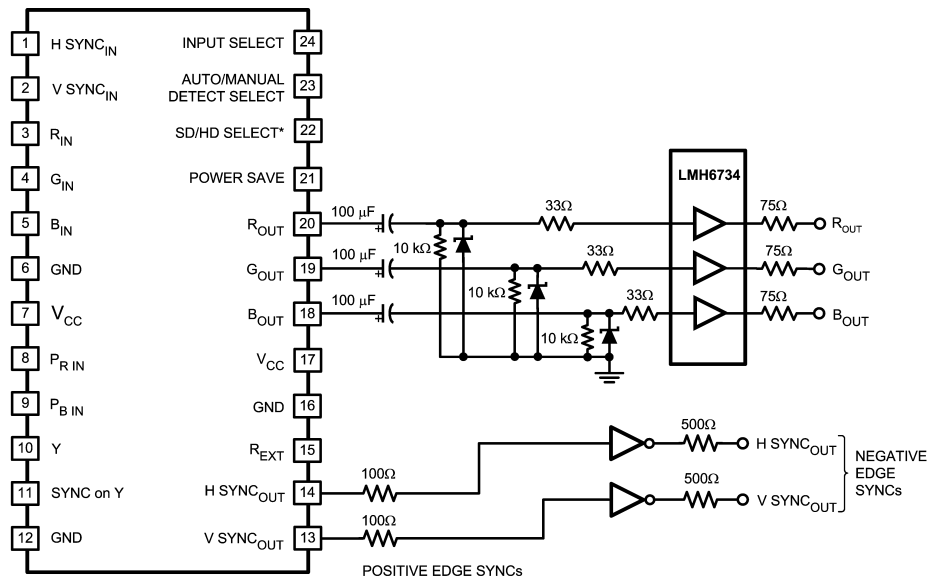 1 H SYNC_IN
2 V SYNC_IN
3 R_IN
4 G_IN
5 B_IN
6 GND
7 V_CC
8 P_R IN
9 P_B IN
10 Y
11 SYNC on Y
12 GND
INPUT SELECT 24
AUTO/MANUAL
DETECT SELECT 23
SD/HD SELECT* 22
POWER SAVE 21
R_OUT 20
G_OUT 19
B_OUT 18
V_CC 17
GND 16
R_EXT 15
H SYNC_OUT 14
V SYNC_OUT 13
100 μF
+
10 kΩ
33Ω
100 μF
+
10 kΩ
33Ω
100 μF
+
10 kΩ
33Ω
LMH6734
75Ω
R_OUT
75Ω
G_OUT
75Ω
B_OUT
100Ω
500Ω
H SYNC_OUT
100Ω
500Ω
V SYNC_OUT
NEGATIVE
EDGE
SYNCs
POSITIVE EDGE SYNCs